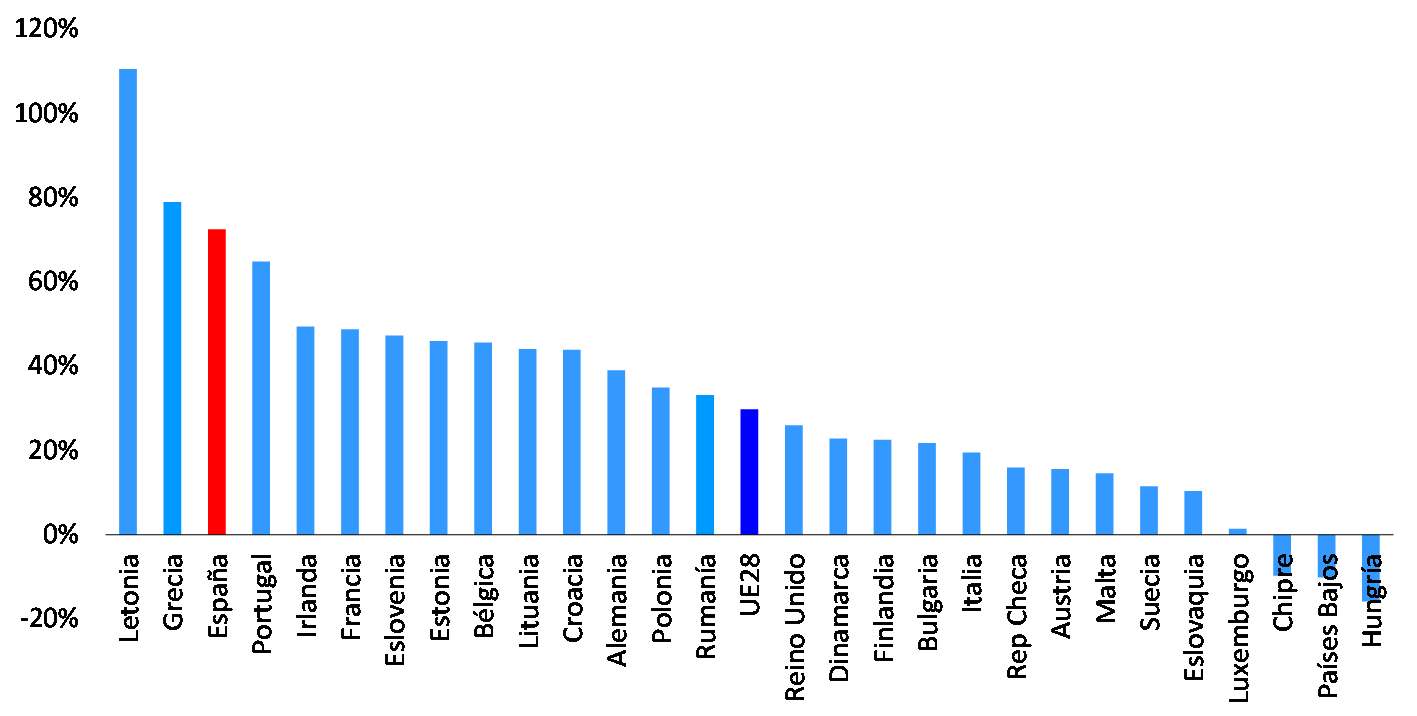 120%
100%
80%
60%
40%
20%
0%
-20%
Letonia
Grecia
España
Portugal
Irlanda
Francia
Eslovenia
Estonia
Bélgica
Lituania
Croacia
Alemania
Polonia
Rumanía
UE28
Reino Unido
Dinamarca
Finlandia
Bulgaria
Italia
Rep Checa
Austria
Malta
Suecia
Eslovaquia
Luxemburgo
Chipre
Países Bajos
Hungría